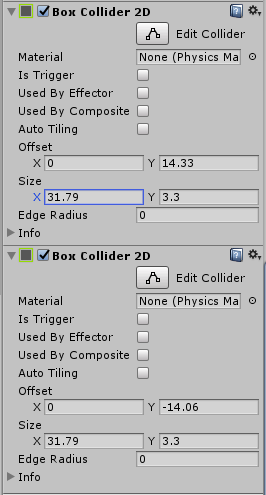 Box Collider 2D
Edit Collider
Material None (Physics Ma
Is Trigger
Used By Effector
Used By Composite
Auto Tiling
Offset
X 0 Y 14.33
Size
X 31.79 Y 3.3
Edge Radius 0
Info
Box Collider 2D
Edit Collider
Material None (Physics Ma
Is Trigger
Used By Effector
Used By Composite
Auto Tiling
Offset
X 0 Y -14.06
Size
X 31.79 Y 3.3
Edge Radius 0
Info